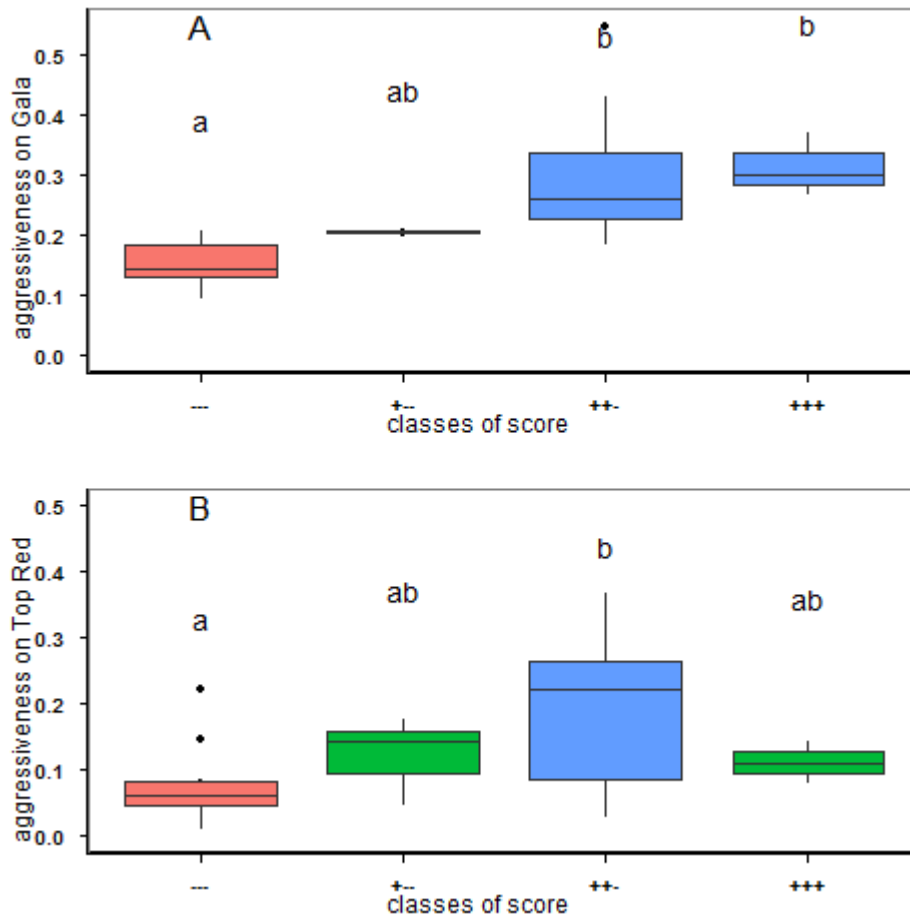 A
b
b
ab
a
0.5
0.4
0.3
0.2
0.1
0.0
aggressiveness on Gala
---
+--
++-
+++
classes of score
B
b
ab
ab
a
0.5
0.4
0.3
0.2
0.1
0.0
aggressiveness on Top Red
---
+--
++-
+++
classes of score